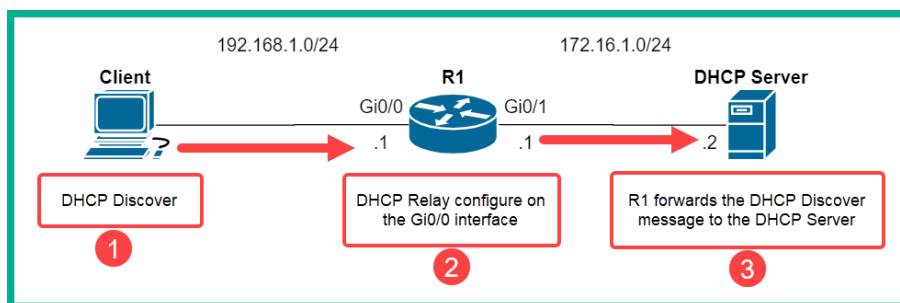 192.168.1.0/24
172.16.1.0/24
Client
R1
DHCP Server
Gi0/0
Gi0/1
?
.1
.1
.2
DHCP Discover
DHCP Relay configure on
the Gi0/0 interface
R1 forwards the DHCP Discover
message to the DHCP Server
1
2
3